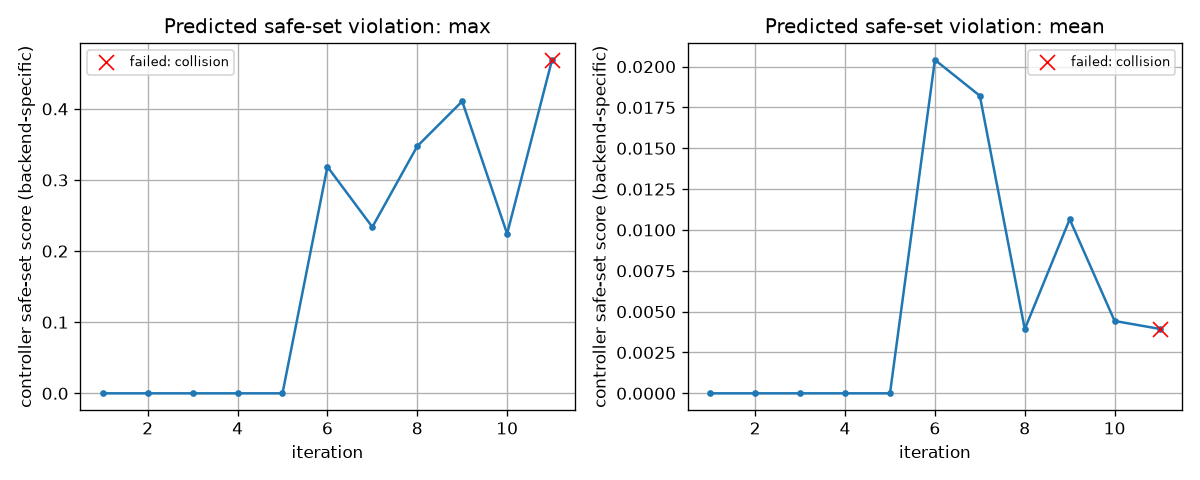 Predicted safe-set violation: max
controller safe-set score (backend-specific)
failed: collision
0.4
0.3
0.2
0.1
0.0
2 4 6 8 10
iteration
Predicted safe-set violation: mean
controller safe-set score (backend-specific)
failed: collision
0.0200
0.0175
0.0150
0.0125
0.0100
0.0075
0.0050
0.0025
0.0000
2 4 6 8 10
iteration